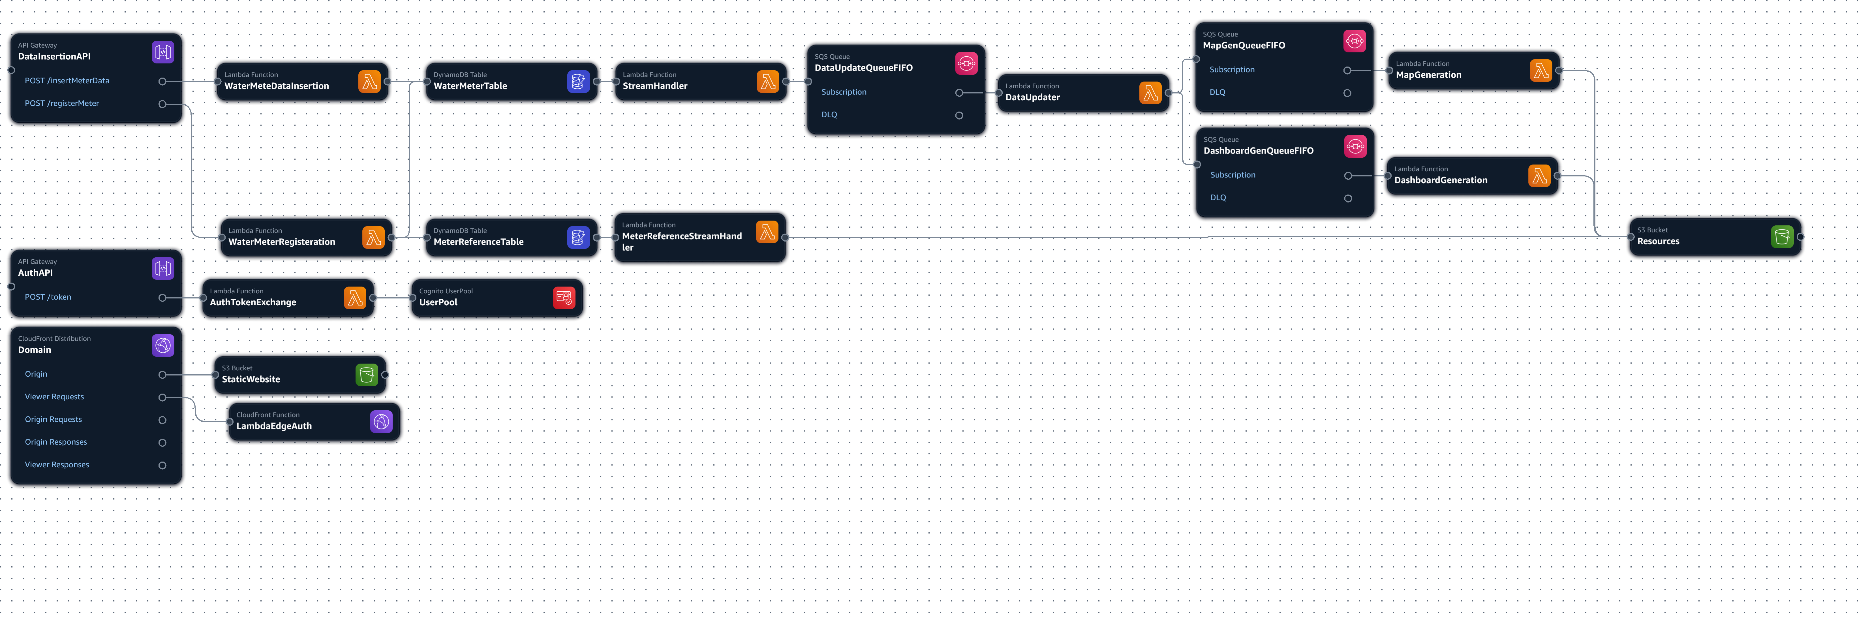 API Gateway
DataInsertionAPI
POST /insertMeterData
POST /registerMeter
Lambda Function
WaterMeteDataInsertion
DynamoDB Table
WaterMeterTable
Lambda Function
StreamHandler
SQS Queue
DataUpdateQueueFIFO
Subscription
DLQ
Lambda Function
DataUpdater
SQS Queue
MapGenQueueFIFO
Subscription
DLQ
Lambda Function
MapGeneration
SQS Queue
DashboardGenQueueFIFO
Subscription
DLQ
Lambda Function
DashboardGeneration
Lambda Function
WaterMeterRegisteration
DynamoDB Table
MeterReferenceTable
Lambda Function
MeterReferenceStreamHand
ler
S3 Bucket
Resources
API Gateway
AuthAPI
POST /token
Lambda Function
AuthTokenExchange
Cognito UserPool
UserPool
CloudFront Distribution
Domain
Origin
Viewer Requests
Origin Requests
Origin Responses
Viewer Responses
S3 Bucket
StaticWebsite
CloudFront Function
LambdaEdgeAuth